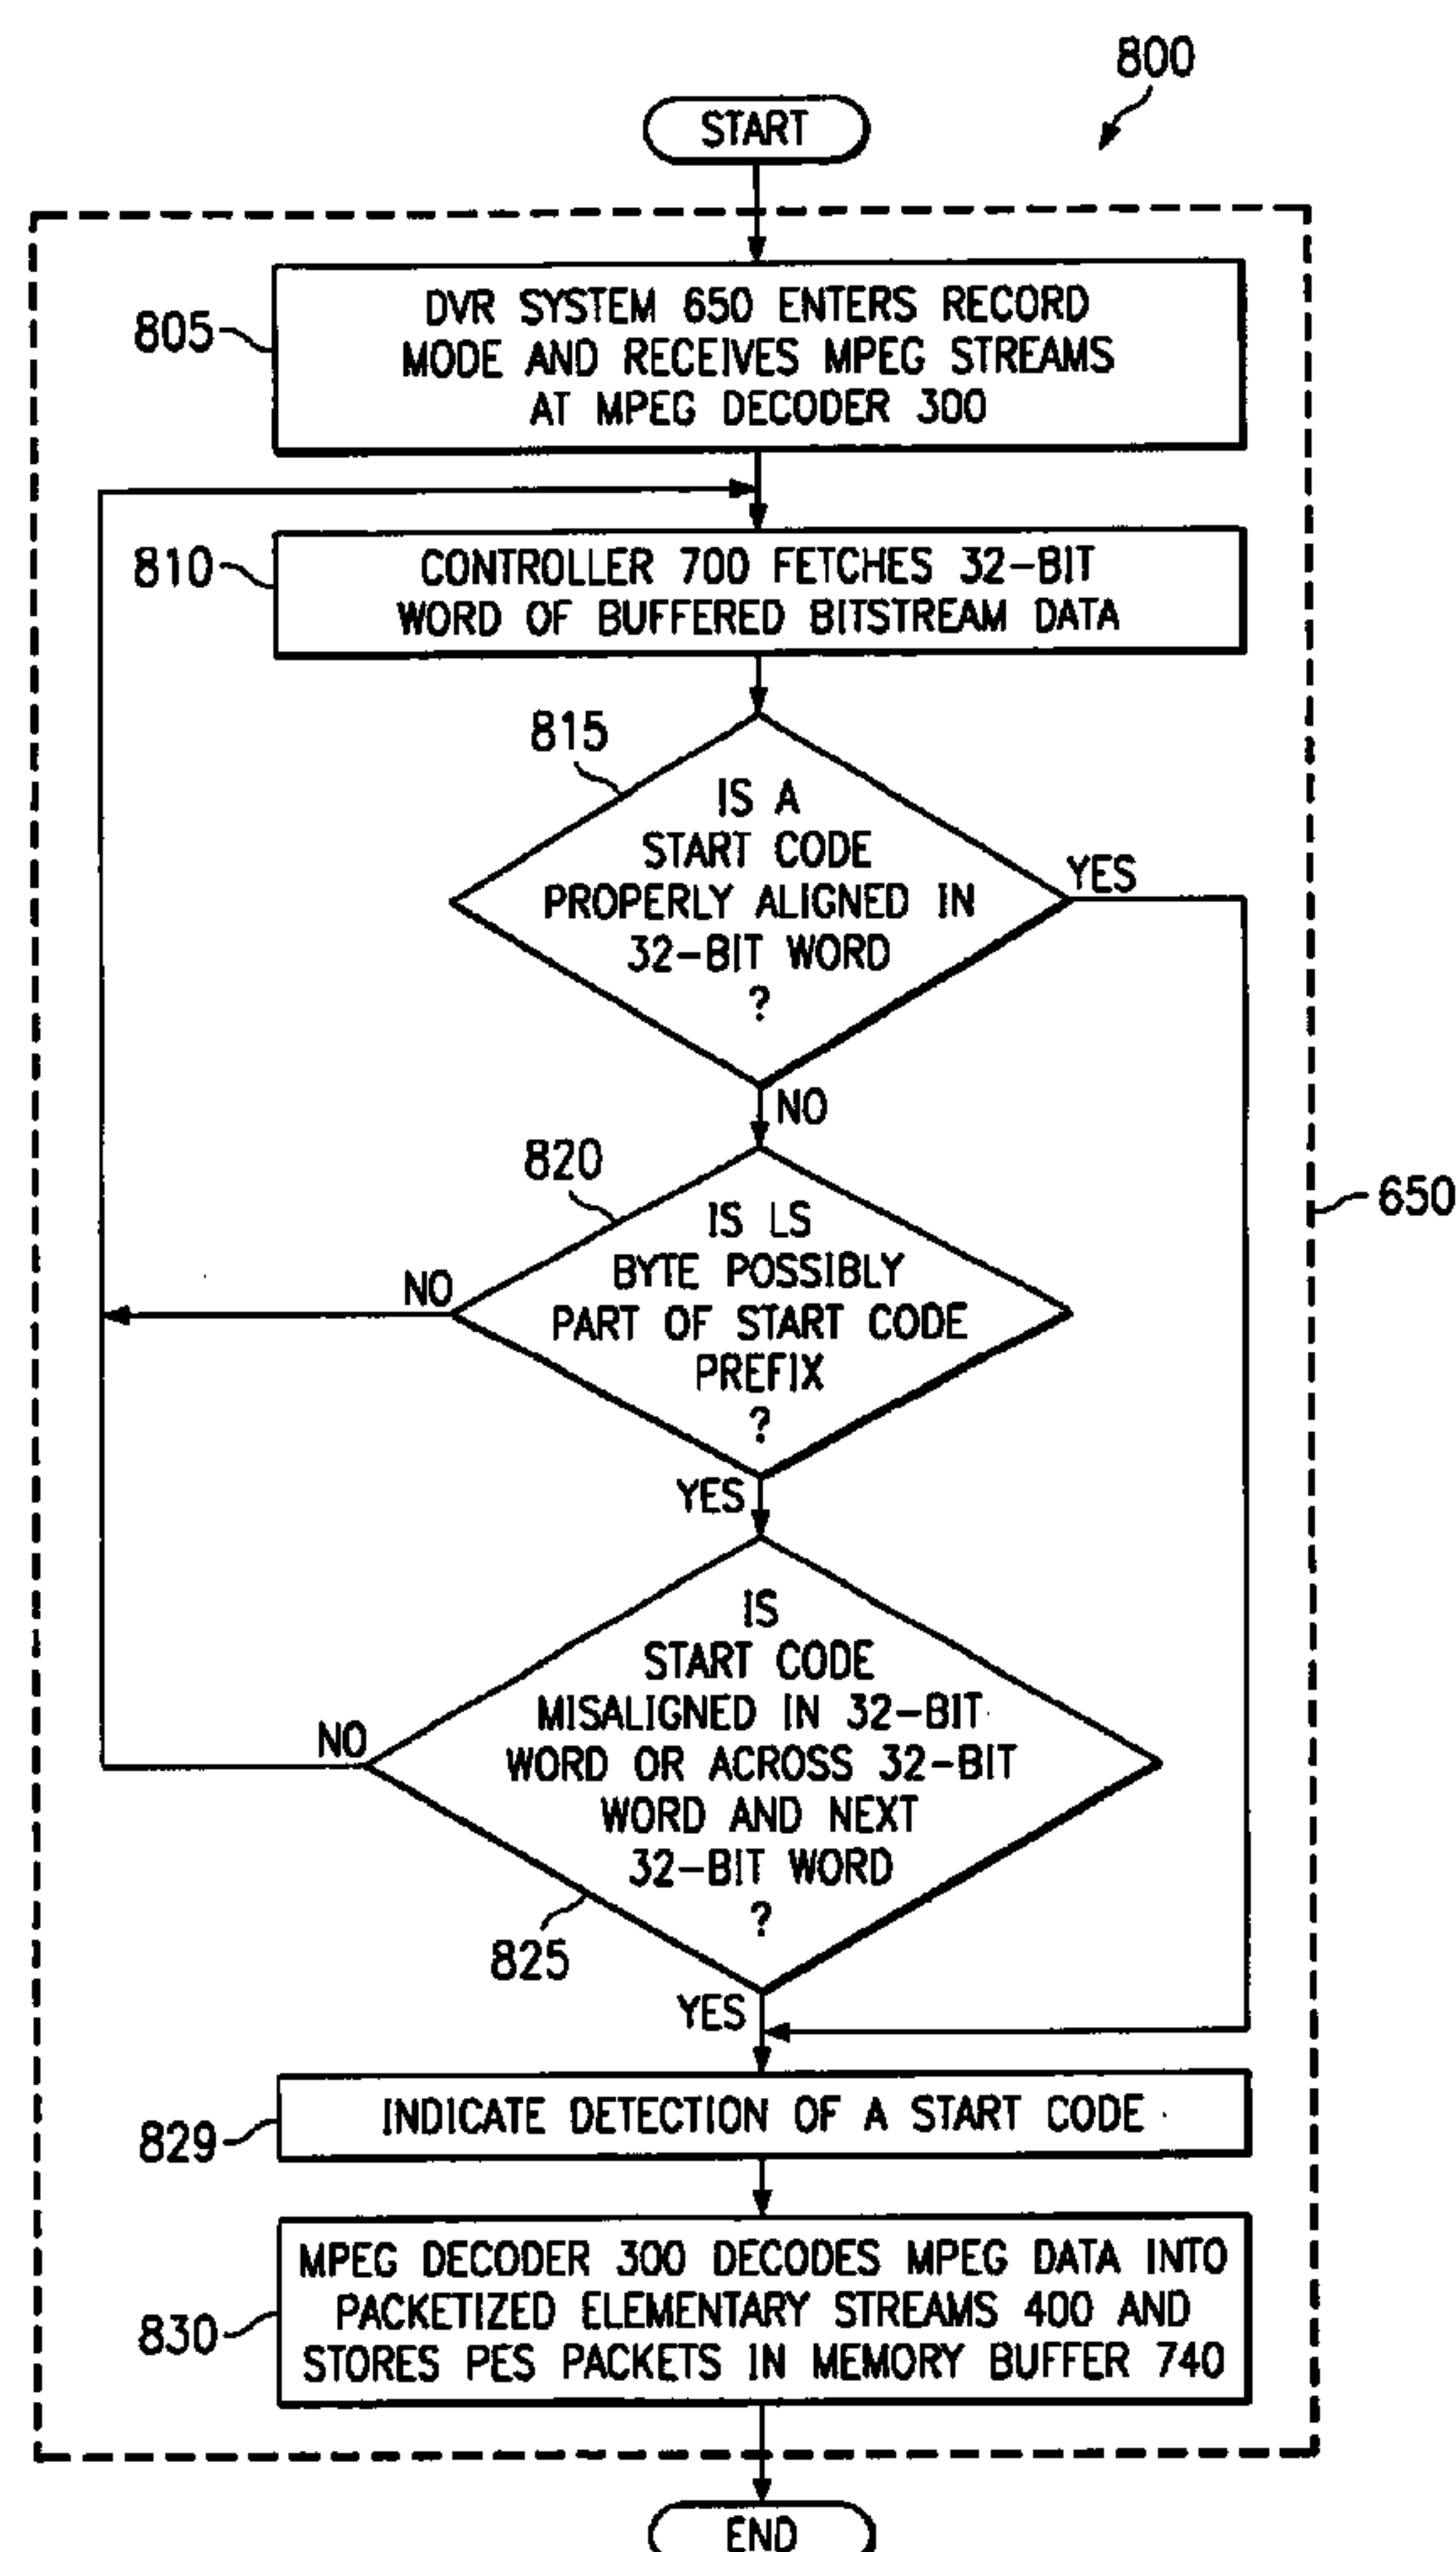 800
START
805
DVR SYSTEM 650 ENTERS RECORD
MODE AND RECEIVES MPEG STREAMS
AT MPEG DECODER 300
810
CONTROLLER 700 FETCHES 32-BIT
WORD OF BUFFERED BITSTREAM DATA
815
IS A
START CODE
PROPERLY ALIGNED IN
32-BIT WORD
?
YES
NO
820
IS LS
BYTE POSSIBLY
PART OF START CODE
PREFIX
?
NO
YES
650
IS
START CODE
MISALIGNED IN 32-BIT
WORD OR ACROSS 32-BIT
WORD AND NEXT
32-BIT WORD
?
NO
825
YES
829
INDICATE DETECTION OF A START CODE
830
MPEG DECODER 300 DECODES MPEG DATA INTO
PACKETIZED ELEMENTARY STREAMS 400 AND
STORES PES PACKETS IN MEMORY BUFFER 740
END